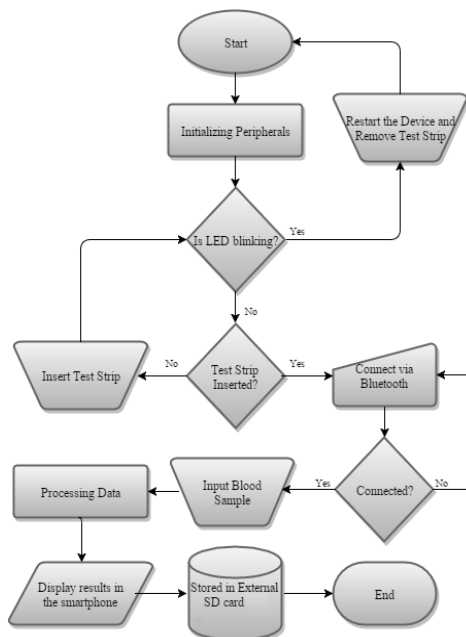 Start
Initializing Peripherals
Restart the Device and
Remove Test Strip
Is LED blinking?
Yes
No
Insert Test Strip
No
Test Strip
Inserted?
Yes
Connect via
Bluetooth
Processing Data
Input Blood
Sample
Yes
Connected?
No
Display results in
the smartphone
Stored in External
SD card
End